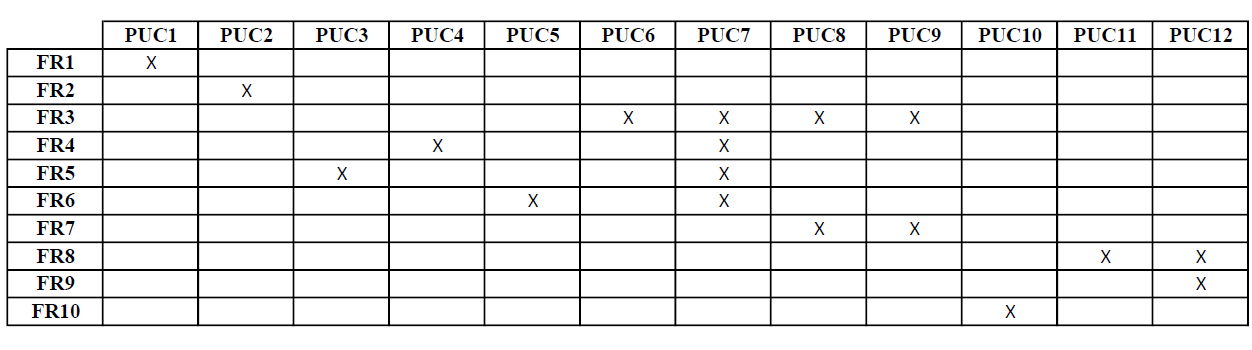 PUC1 PUC2 PUC3 PUC4 PUC5 PUC6 PUC7 PUC8 PUC9 PUC10 PUC11 PUC12
FR1 X
FR2 X
FR3 X X X X
FR4 X X
FR5 X X
FR6 X X
FR7 X X
FR8 X X
FR9 X
FR10 X